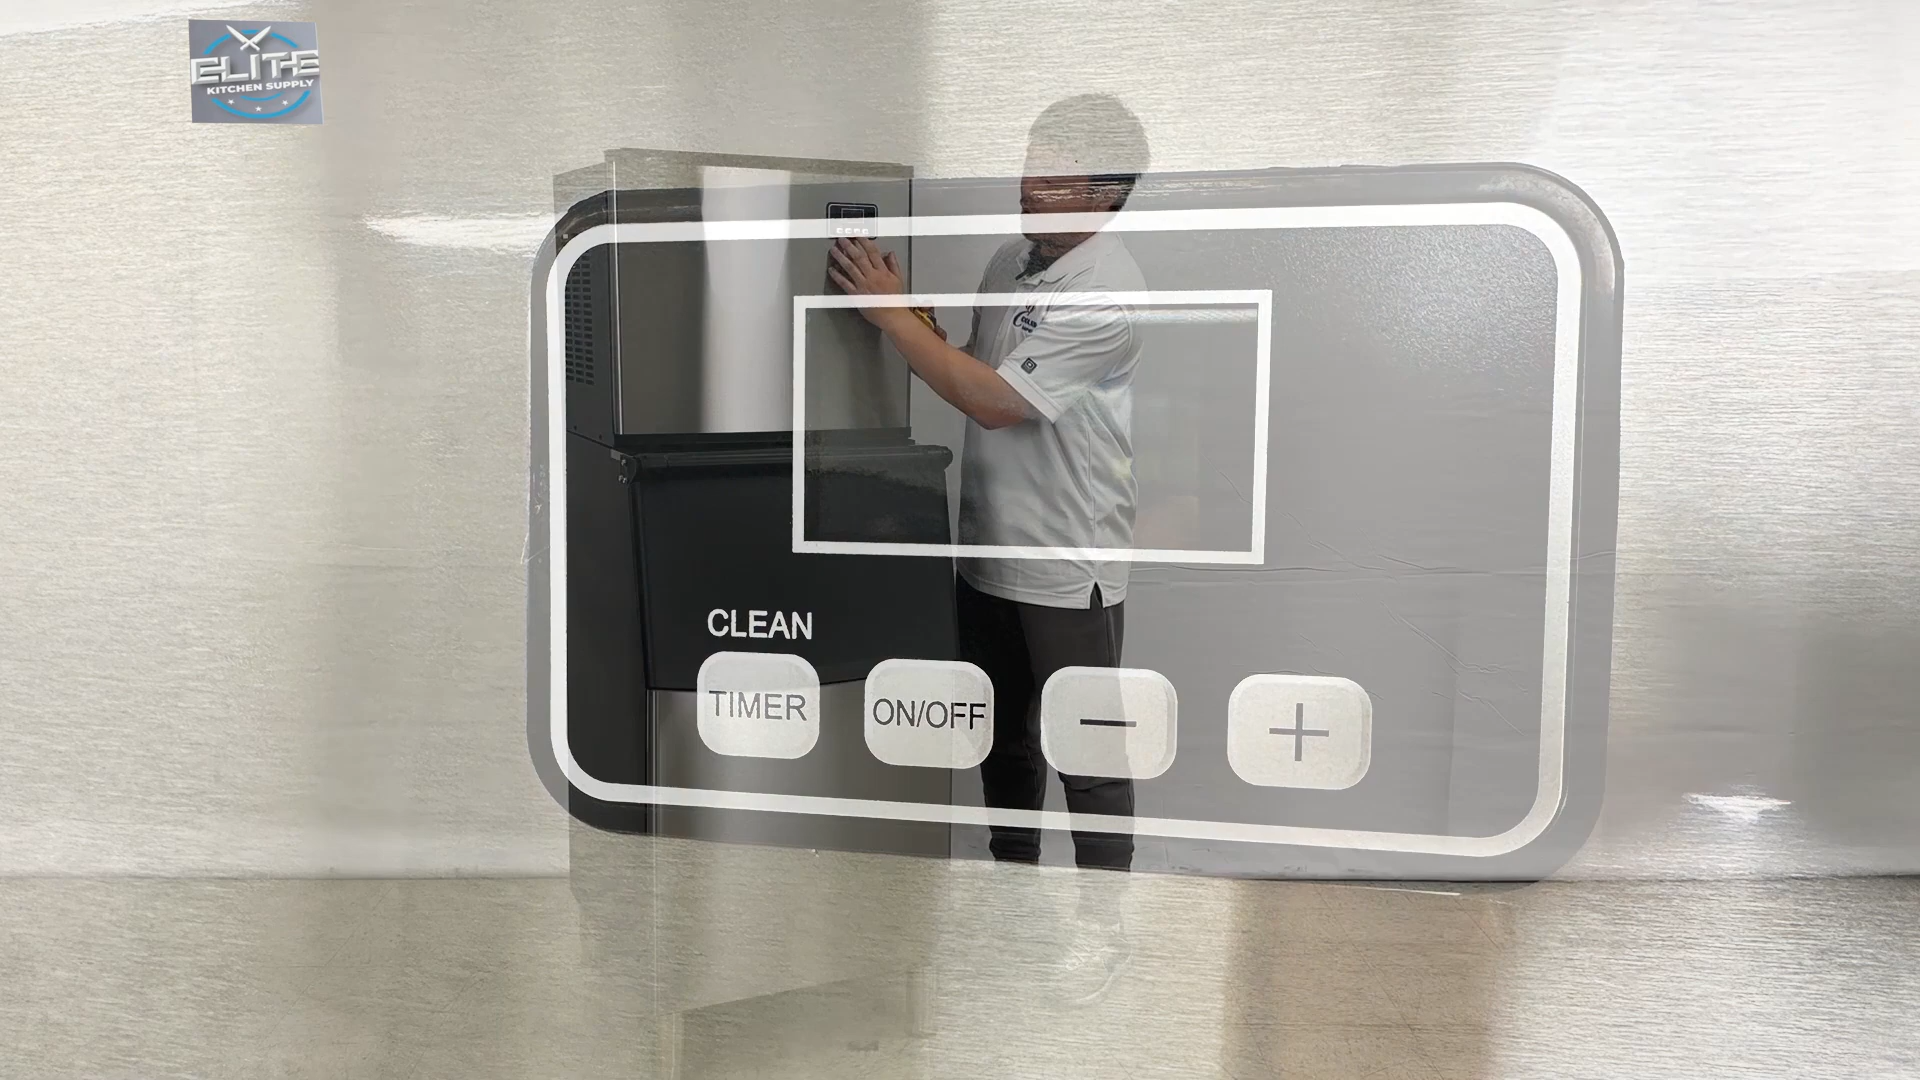 ELITE
KITCHEN SUPPLY
CLEAN
TIMER
ON/OFF
— +